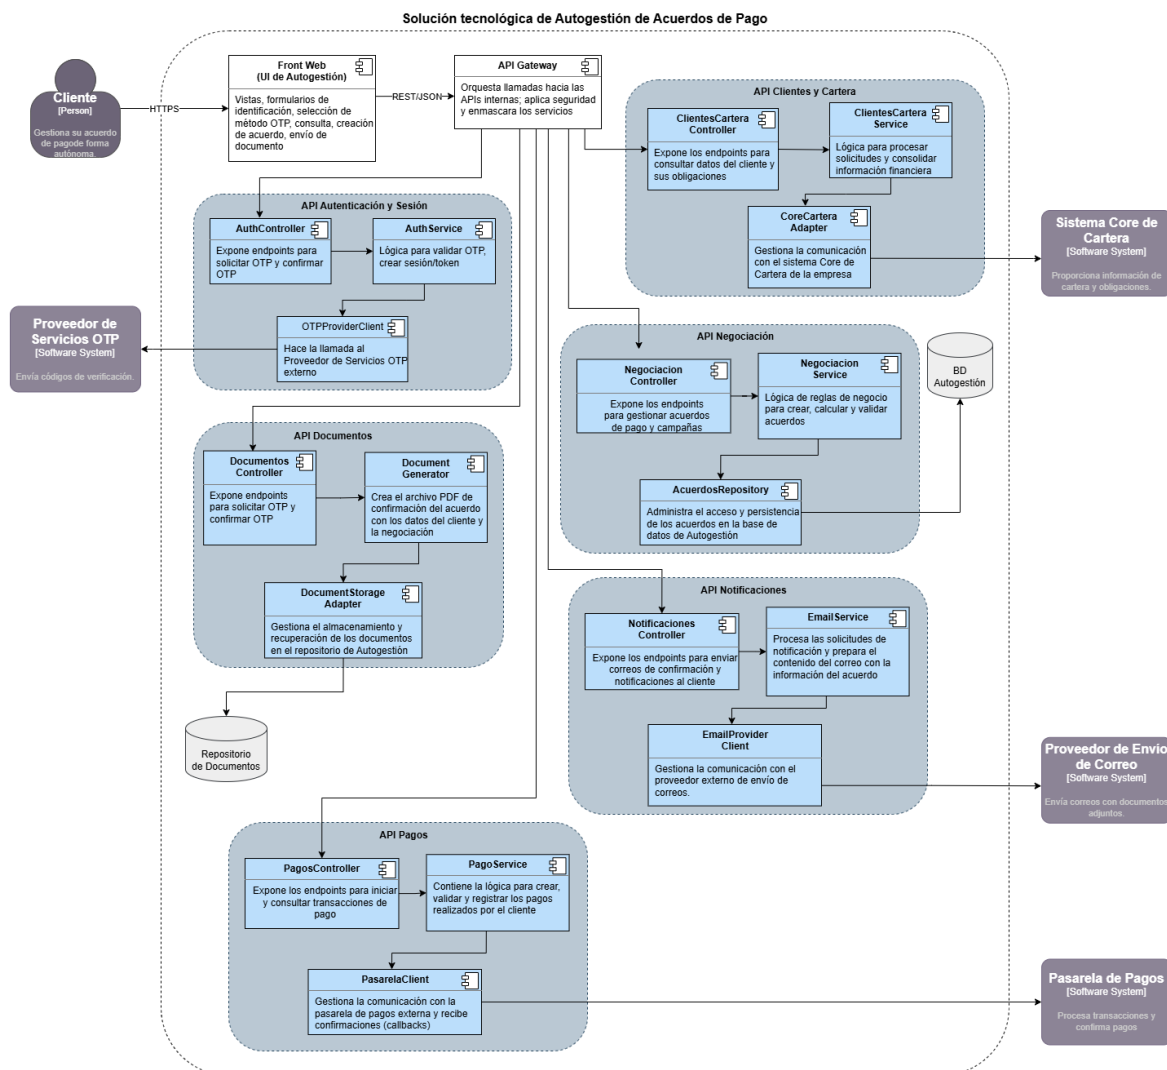 Solución tecnológica de Autogestión de Acuerdos de Pago
Cliente
[Person]
Gestiona su acuerdo
de pagode forma
autónoma.
HTTPS
Front Web
(UI de Autogestión)
Vistas, formularios de
identificación, selección de
método OTP, consulta, creación
de acuerdo, envío de
documento
REST/JSON
API Gateway
Orquesta llamadas hacia las
APIs internas; aplica seguridad
y enmascara los servicios
API Clientes y Cartera
ClientesCartera
Controller
Expone los endpoints para
consultar datos del cliente y
sus obligaciones
ClientesCartera
Service
Lógica para procesar
solicitudes y consolidar
información financiera
CoreCartera
Adapter
Gestiona la comunicación
con el sistema Core de
Cartera de la empresa
Sistema Core de
Cartera
[Software System]
Proporciona información de
cartera y obligaciones.
API Autenticación y Sesión
AuthController
Expone endpoints para
solicitar OTP y confirmar
OTP
AuthService
Lógica para validar OTP,
crear sesión/token
OTPProviderClient
Hace la llamada al
Proveedor de Servicios OTP
externo
Proveedor de
Servicios OTP
[Software System]
Envía códigos de verificación.
API Negociación
Negociacion
Controller
Expone los endpoints
para gestionar acuerdos
de pago y campañas
Negociacion
Service
Lógica de reglas de negocio
para crear, calcular y validar
acuerdos
AcuerdosRepository
Administra el acceso y persistencia
de los acuerdos en la base de
datos de Autogestión
BD
Autogestión
API Documentos
Documentos
Controller
Expone endpoints
para solicitar OTP y
confirmar OTP
Document
Generator
Crea el archivo PDF de
confirmación del acuerdo
con los datos del cliente y
la negociación
DocumentStorage
Adapter
Gestiona el almacenamiento y
recuperación de los documentos
en el repositorio de Autogestión
Repositorio
de Documentos
API Notificaciones
Notificaciones
Controller
Expone los endpoints para enviar
correos de confirmación y
notificaciones al cliente
EmailService
Procesa las solicitudes de
notificación y prepara el
contenido del correo con la
información del acuerdo
EmailProvider
Client
Gestiona la comunicación con el
proveedor externo de envío de
correos.
Proveedor de Envío
de Correo
[Software System]
Envía correos con documentos
adjuntos.
API Pagos
PagosController
Expone los endpoints para iniciar
y consultar transacciones de
pago
PagoService
Contiene la lógica para crear,
validar y registrar los pagos
realizados por el cliente
PasarelaClient
Gestiona la comunicación con la
pasarela de pagos externa y recibe
confirmaciones (callbacks)
Pasarela de Pagos
[Software System]
Procesa transacciones y
confirma pagos